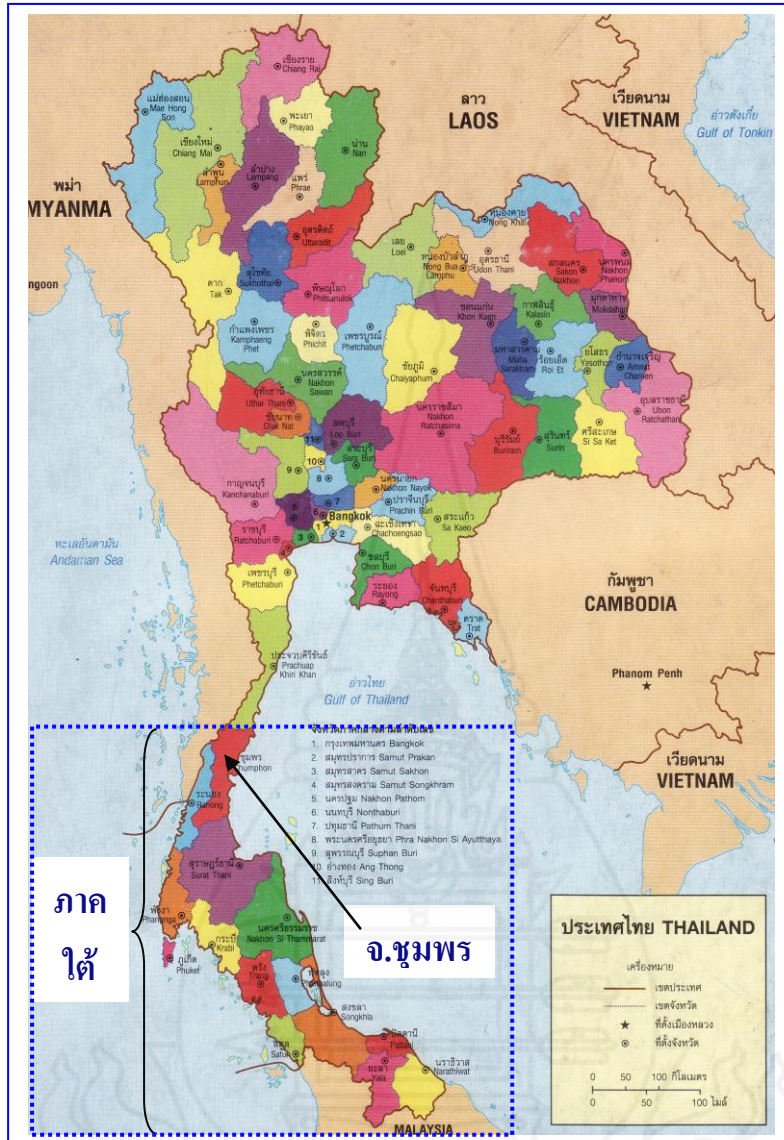 เชียงราย
Chiang Rai
แม่ฮ่องสอน
Mae Hong
Son
พะเยา
Phayao
เชียงใหม่
Chiang Mai
น่าน
Nan
ลำปาง
Lampang
ลำพูน
Lamphun
แพร่
Phrae
ลาว
LAOS
เวียดนาม
VIETNAM
อ่าวตังเกี๋ย
Gulf of Tonkin
พม่า
MYANMA
ngoon
อุตรดิตถ์
Uttaradit
เลย
Loei
หนองคาย
Nong Khai
หนองบัวลำภู
Nong Bua
Lamphu
อุดรธานี
Udon Thani
สกลนคร
Sakon
Nakhon
นครพนม
Nakhon
Phanom
ตาก
Tak
สุโขทัย
Sukhothai
พิษณุโลก
Phitsanulok
ขอนแก่น
Khon Kaen
กาฬสินธุ์
Kalasin
มุกดาหาร
Mukdahan
กำแพงเพชร
Kamphaeng
Phet
พิจิตร
Phichit
เพชรบูรณ์
Phetchabun
ชัยภูมิ
Chaiyaphum
มหาสารคาม
Maha
Sarakham
ร้อยเอ็ด
Roi Et
ยโสธร
Yasothon
อำนาจเจริญ
Amnat
Charoen
นครสวรรค์
Nakhon
Sawan
อุทัยธานี
Uthai Thani
ชัยนาท
Chai Nat
ลพบุรี
Lop Buri
นครราชสีมา
Nakhon
Ratchasima
บุรีรัมย์
Buriram
สุรินทร์
Surin
ศรีสะเกษ
Si Sa Ket
อุบลราชธานี
Ubon
Ratchathani
11
สระบุรี
Sara Buri
10
9
8
กาญจนบุรี
Kanchanaburi
นครนายก
Nakhon Nayok
ปราจีนบุรี
Prachin Buri
7
5
6
Bangkok
1
2
3
4
ฉะเชิงเทรา
Chachoengsao
สระแก้ว
Sa Kaeo
ราชบุรี
Ratchaburi
ทะเลอันดามัน
Andaman Sea
เพชรบุรี
Phetchaburi
ชลบุรี
Chon Buri
ระยอง
Rayong
จันทบุรี
Chanthaburi
ตราด
Trat
กัมพูชา
CAMBODIA
Phanom Penh
ประจวบคีรีขันธ์
Prachuap
Khiri Khan
อ่าวไทย
Gulf of Thailand
เวียดนาม
VIETNAM
จังหวัดภาคกลางตามลำดับเลข
1. กรุงเทพมหานคร Bangkok
2. สมุทรปราการ Samut Prakan
3. สมุทรสาคร Samut Sakhon
4. สมุทรสงคราม Samut Songkhram
5. นครปฐม Nakhon Pathom
6. นนทบุรี Nonthaburi
7. ปทุมธานี Pathum Thani
8. พระนครศรีอยุธยา Phra Nakhon Si Ayutthaya
9. สุพรรณบุรี Suphan Buri
10. อ่างทอง Ang Thong
11. สิงห์บุรี Sing Buri
ชุมพร
humphon
ระนอง
Ranong
สุราษฎร์ธานี
Surat Thani
พังงา
Phannga
กระบี่
Krabi
ภูเก็ต
Phuket
นครศรีธรรมราช
Nakhon Si Thammarat
ตรัง
Trang
พัทลุง
Phatthalung
สงขลา
Songkhla
สตูล
Satun
ปัตตานี
Pattani
ยะลา
Yala
นราธิวาส
Narathiwat
MALAYSIA
ภาค
ใต้
จ.ชุมพร
ประเทศไทย THAILAND
เครื่องหมาย
เขตประเทศ
เขตจังหวัด
ที่ตั้งเมืองหลวง
ที่ตั้งจังหวัด
0 50 100 กิโลเมตร
0 50 100 ไมล์